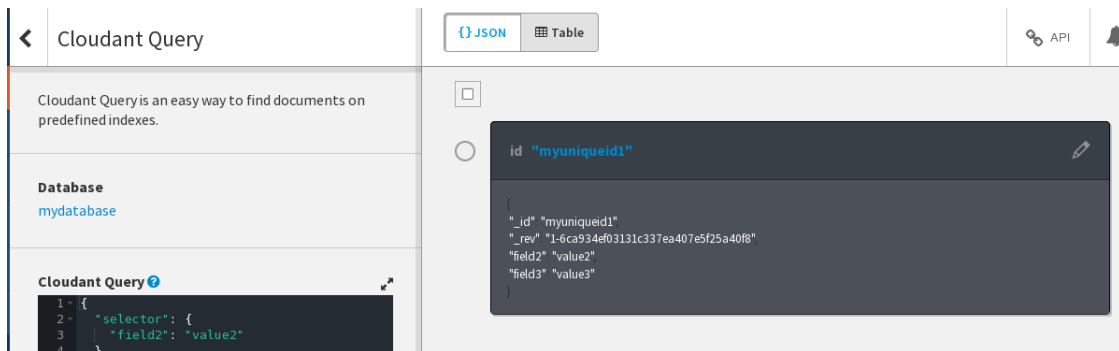 Cloudant Query
{} JSON
Table
API
Cloudant Query is an easy way to find documents on
predefined indexes.
Database
mydatabase
Cloudant Query
1 {
2 "selector": {
3 "field2": "value2"
4 }
id "myuniqueid1"
{
"_id": "myuniqueid1",
"_rev": "1-6ca934ef03131c337ea407e5f25a40f8",
"field2": "value2",
"field3": "value3"
}